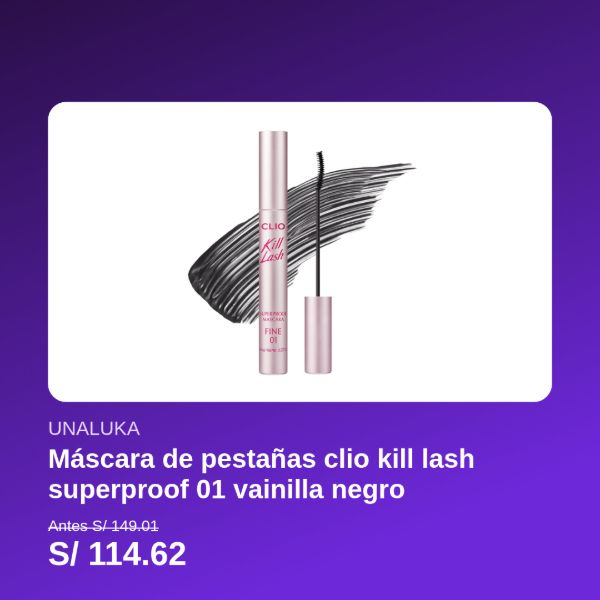 CLIO
Kill
Lash
SUPERPROOF
MASCARA
FINE
01
UNALUKA
Máscara de pestañas clio kill lash
superproof 01 vainilla negro
Antes S/ 149.01
S/ 114.62